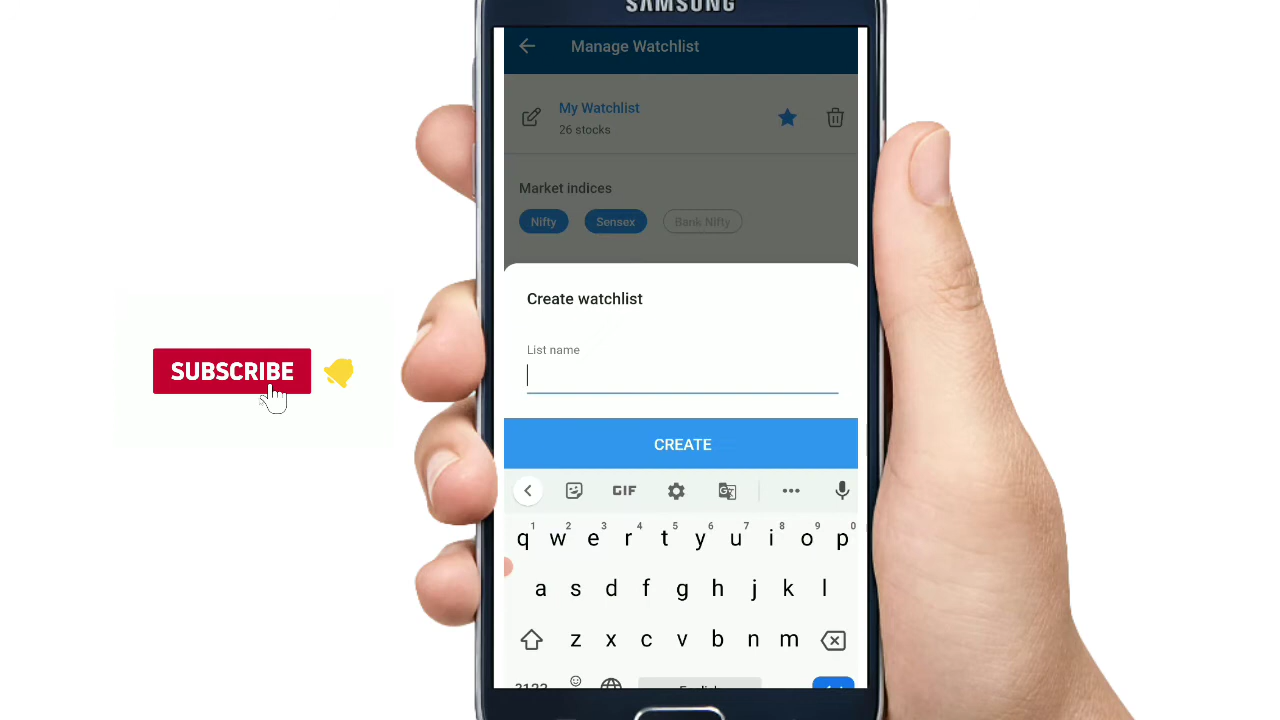 SAMSUNG
Manage Watchlist
My Watchlist
26 stocks
Market indices
Nifty Sensex Bank Nifty
Create watchlist
List name
SUBSCRIBE
CREATE
GIF
1 2 3 4 5 6 7 8 9 0
q w e r t y u i o p
a s d f g h j k l
z x c v b n m